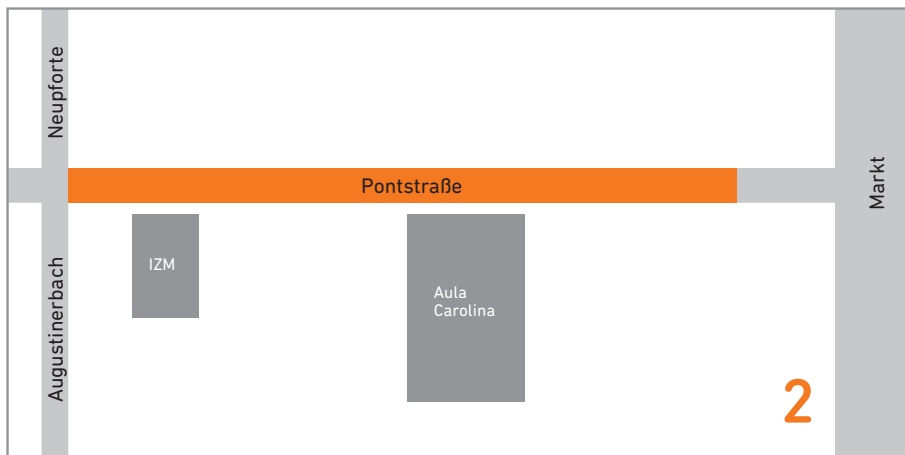 Neupforte
Pontstraße
Markt
IZM
Augustinerbach
Aula
Carolina
2